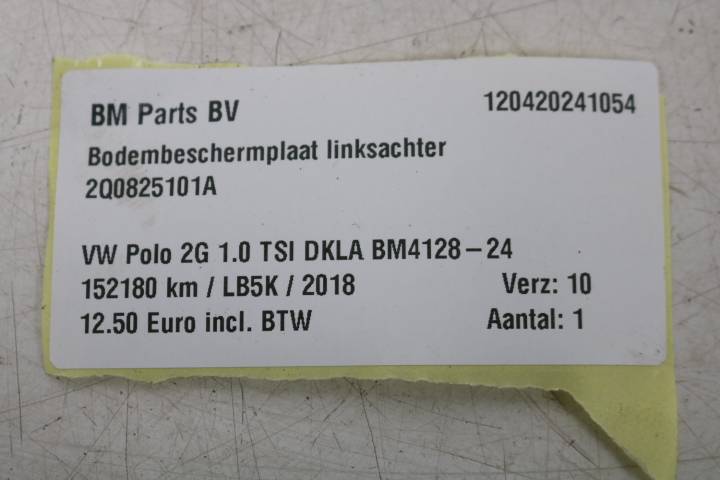 BM Parts BV 120420241054
Bodembeschermplaat linksachter
2Q0825101A
VW Polo 2G 1.0 TSI DKLA BM4128-24
152180 km / LB5K / 2018 Verz: 10
12.50 Euro incl. BTW Aantal: 1